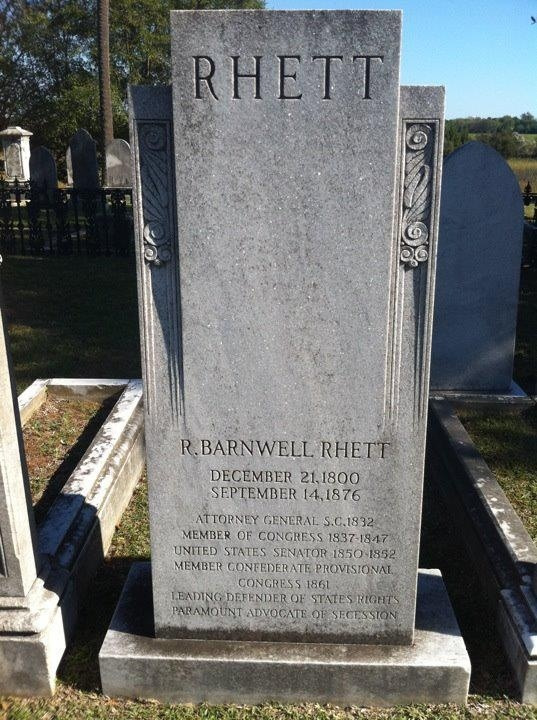 RHETT
R. BARNWELL RHETT
DECEMBER 21, 1800
SEPTEMBER 14, 1876
ATTORNEY GENERAL S.C. 1832
MEMBER OF CONGRESS 1837-1847
UNITED STATES SENATOR 1850-1852
MEMBER CONFEDERATE PROVISIONAL
CONGRESS 1861
LEADING DEFENDER OF STATES RIGHTS
PARAMOUNT ADVOCATE OF SECESSION